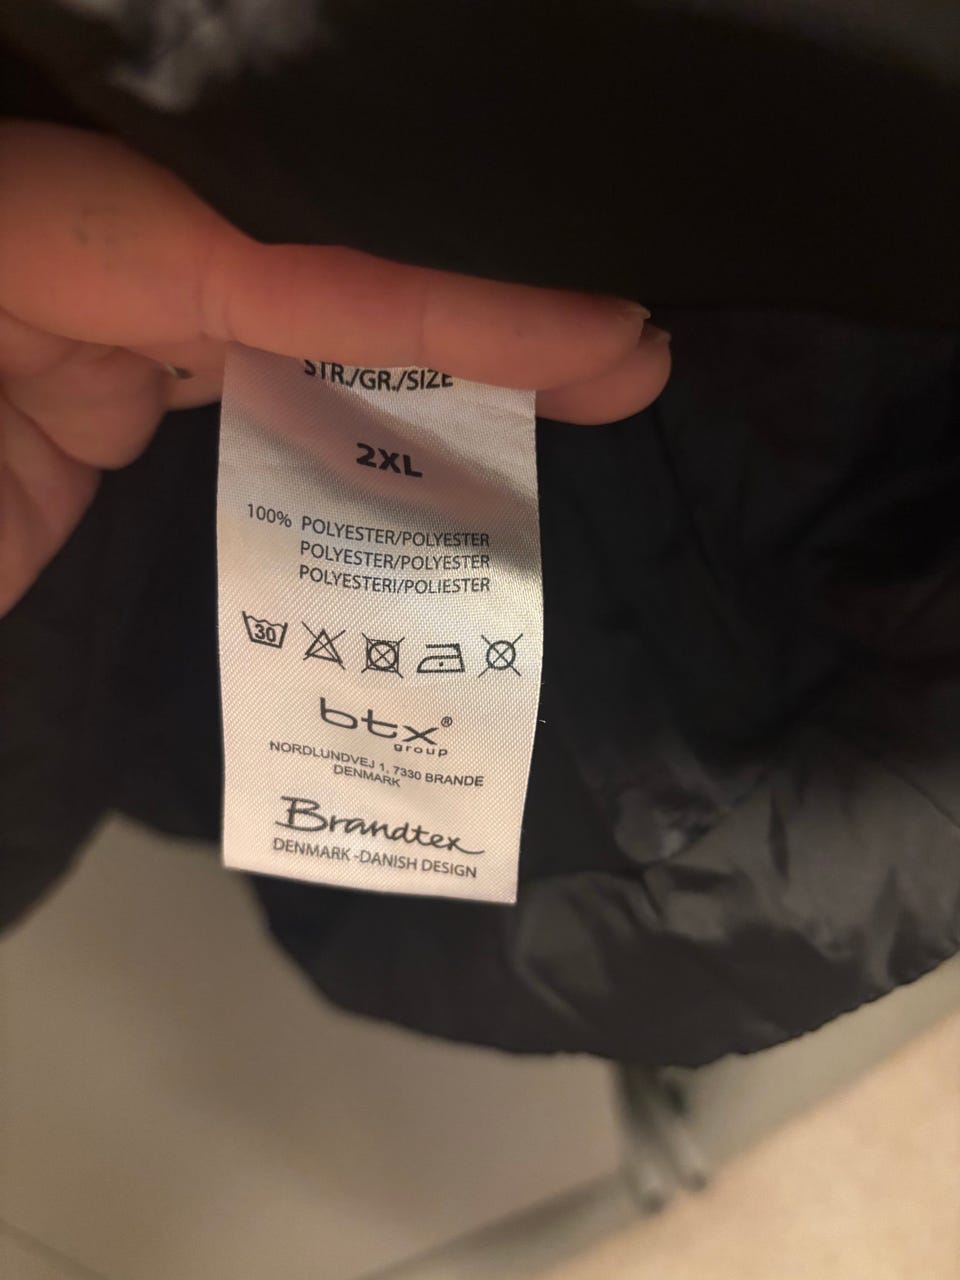 STR./GR./SIZE
2XL
100% POLYESTER/POLYESTER
POLYESTER/POLYESTER
POLYESTERI/POLIESTER
30
btx®
group
NORDLUNDVEJ 1, 7330 BRANDE
DENMARK
Brandtex
DENMARK -DANISH DESIGN